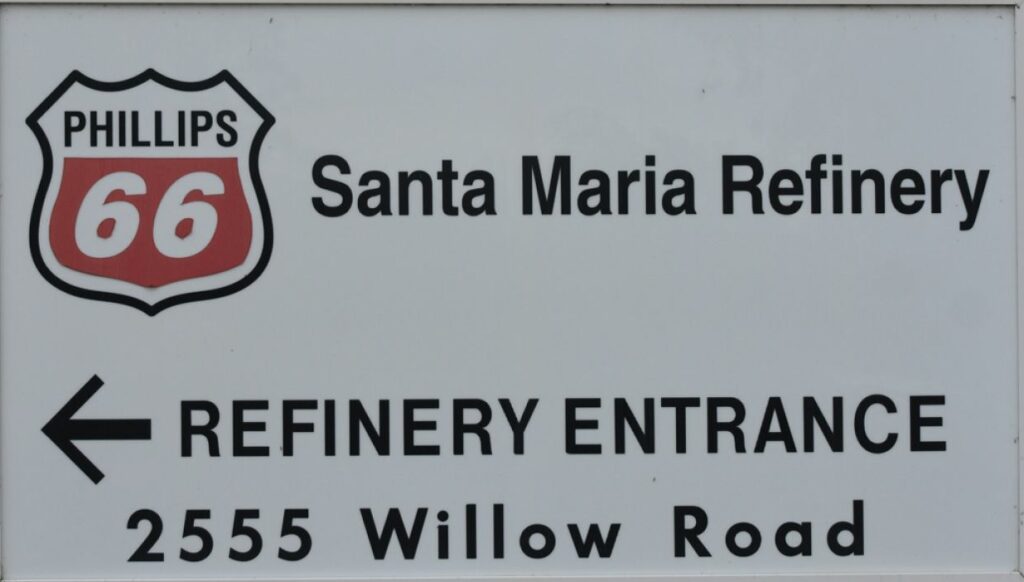 PHILLIPS
66
Santa Maria Refinery
REFINERY ENTRANCE
2555 Willow Road